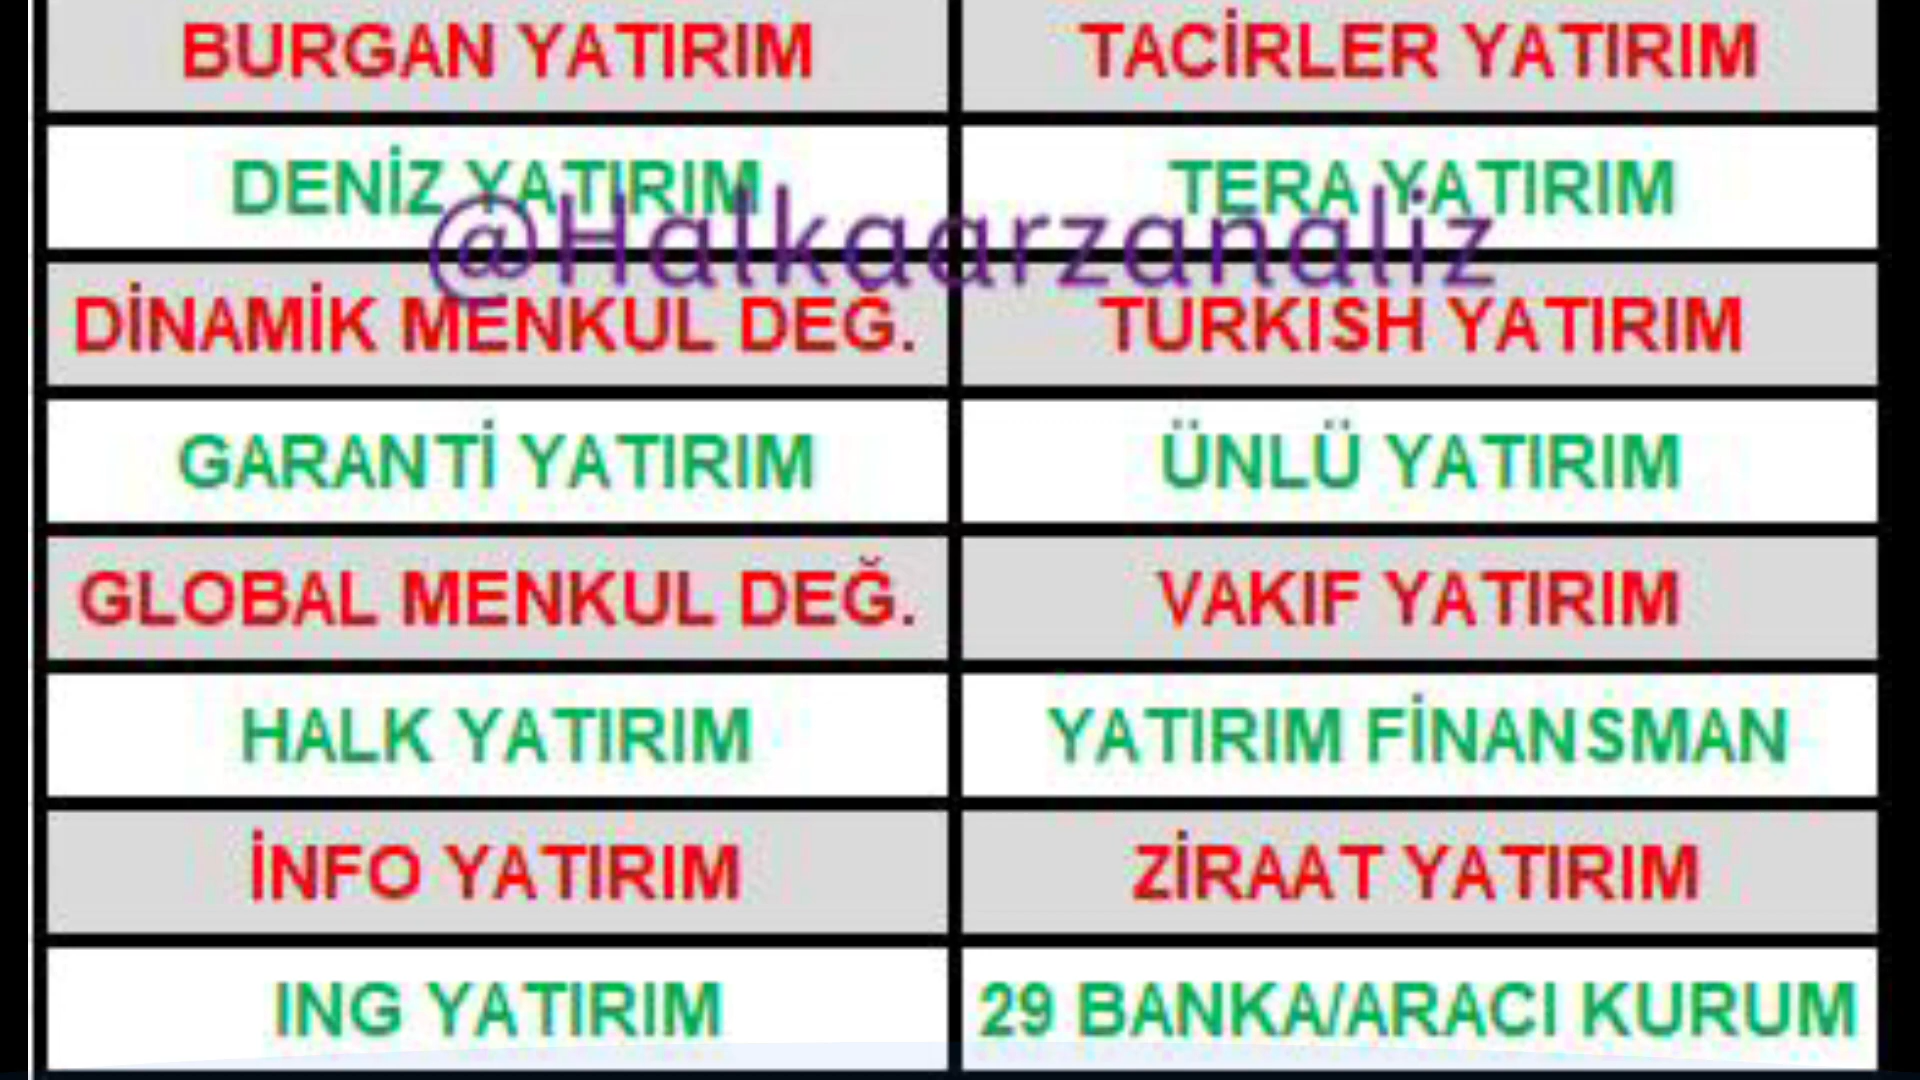 BURGAN YATIRIM TACİRLER YATIRIM
DENİZ YATIRIM TERA YATIRIM
@Halkaarzanaliz
DİNAMİK MENKUL DEĞ. TURKISH YATIRIM
GARANTİ YATIRIM ÜNLÜ YATIRIM
GLOBAL MENKUL DEĞ. VAKIF YATIRIM
HALK YATIRIM YATIRIM FİNANSMAN
İNFO YATIRIM ZİRAAT YATIRIM
ING YATIRIM 29 BANKA/ARACI KURUM